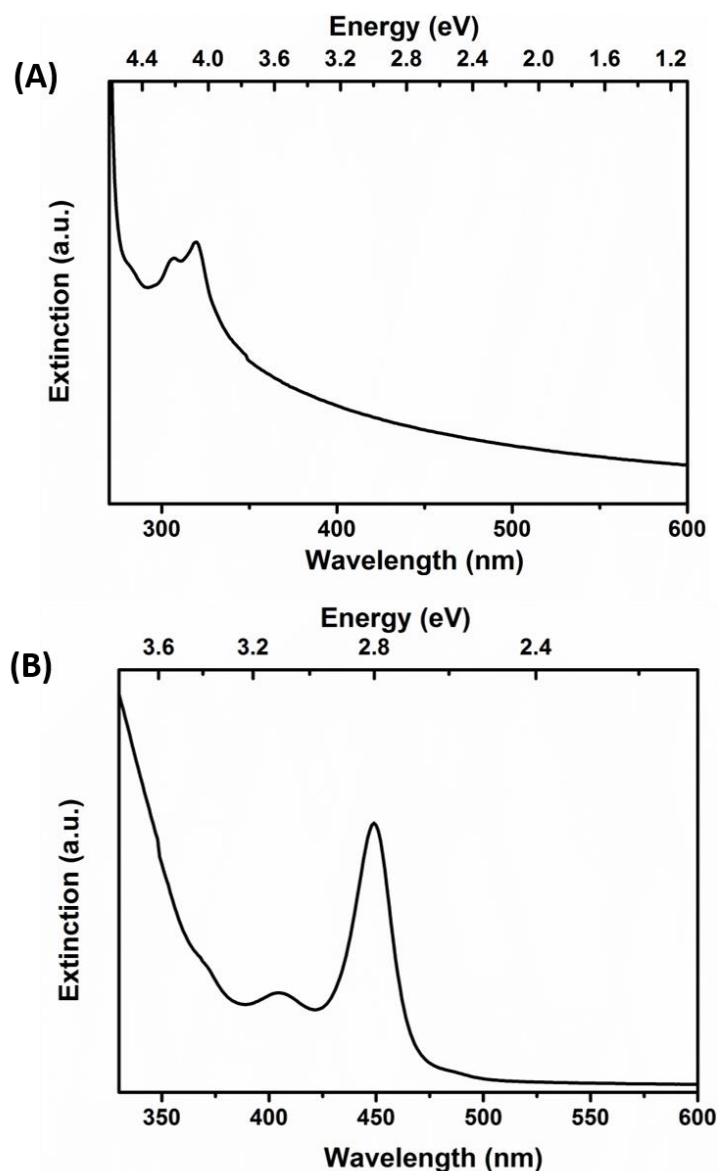 Energy (eV)
(A)
4.4 4.0 3.6 3.2 2.8 2.4 2.0 1.6 1.2
Extinction (a.u.)
300 400 500 600
Wavelength (nm)
Energy (eV)
(B)
3.6 3.2 2.8 2.4
Extinction (a.u.)
350 400 450 500 550 600
Wavelength (nm)